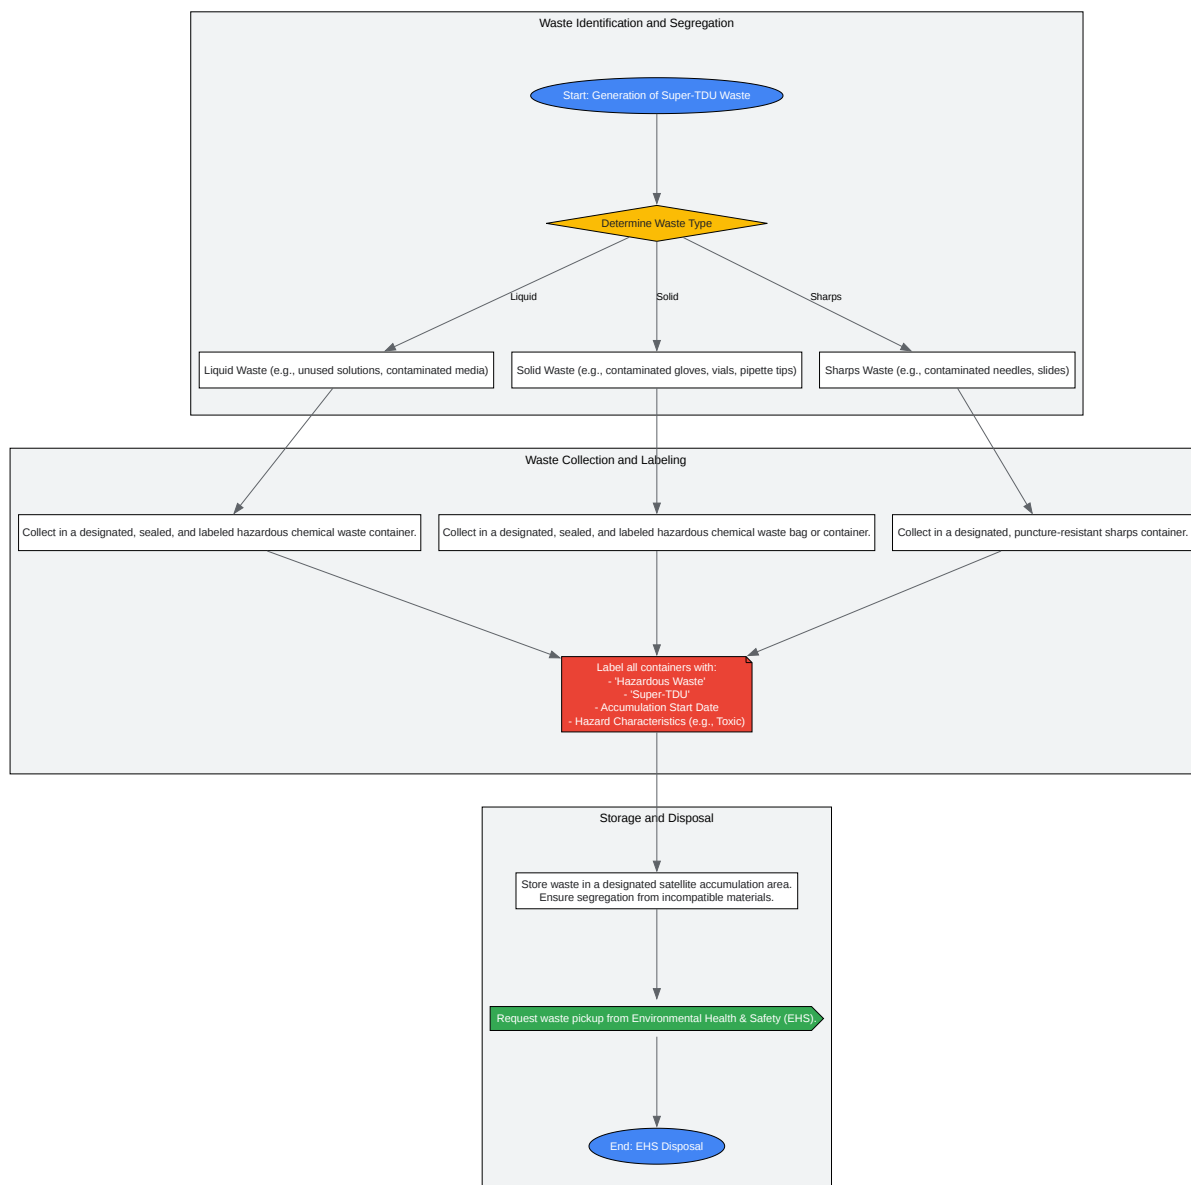 Waste Identification and Segregation
Start: Generation of Super-TDU Waste
Determine Waste Type
Liquid
Solid
Sharps
Liquid Waste (e.g., unused solutions, contaminated media)
Solid Waste (e.g., contaminated gloves, vials, pipette tips)
Sharps Waste (e.g., contaminated needles, slides)
Waste Collection and Labeling
Collect in a designated, sealed, and labeled hazardous chemical waste container.
Collect in a designated, sealed, and labeled hazardous chemical waste bag or container.
Collect in a designated, puncture-resistant sharps container.
Label all containers with:
- 'Hazardous Waste'
- 'Super-TDU'
- Accumulation Start Date
- Hazard Characteristics (e.g., Toxic)
Storage and Disposal
Store waste in a designated satellite accumulation area.
Ensure segregation from incompatible materials.
Request waste pickup from Environmental Health & Safety (EHS).
End: EHS Disposal